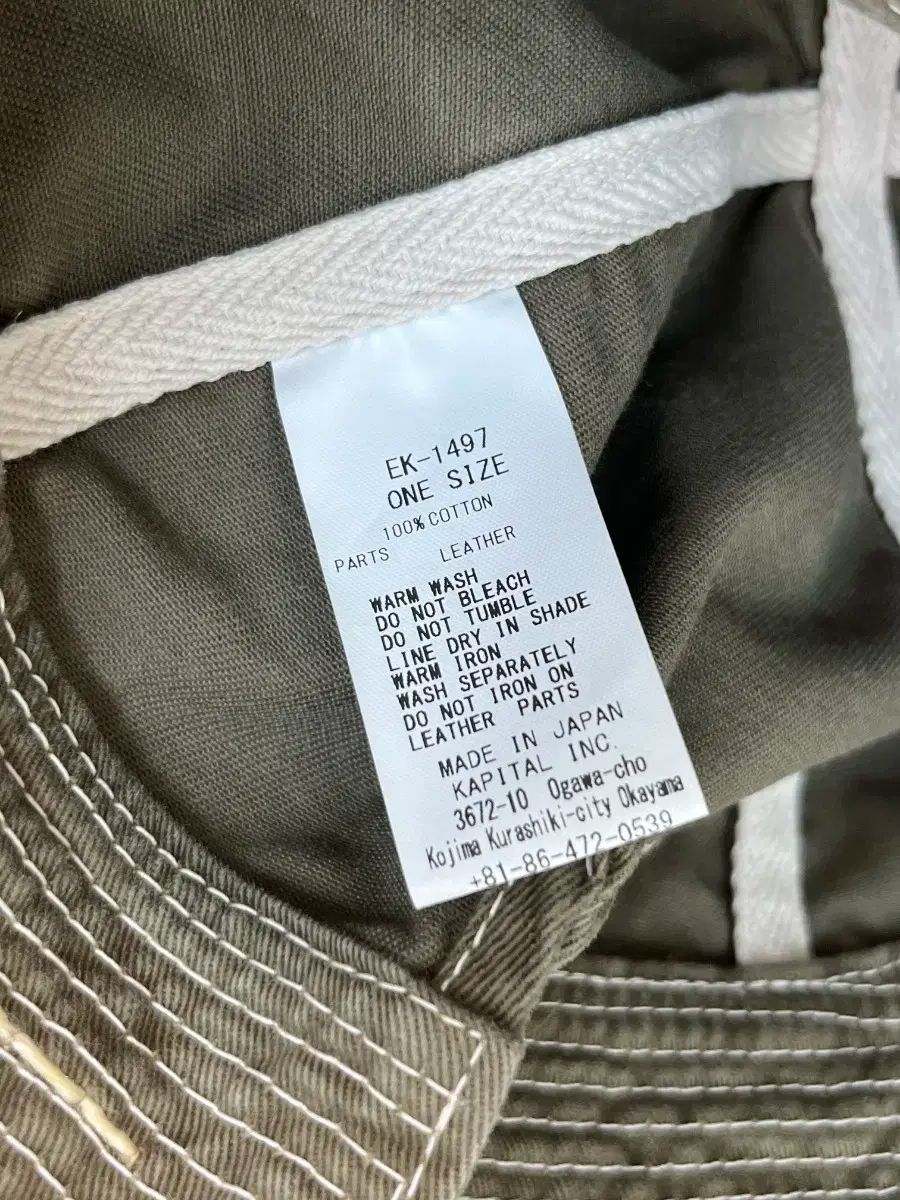 EK-1497
ONE SIZE
100% COTTON
PARTS LEATHER
WARM WASH
DO NOT BLEACH
DO NOT TUMBLE
LINE DRY IN SHADE
WARM IRON
WASH SEPARATELY
DO NOT IRON ON
LEATHER PARTS
MADE IN JAPAN
KAPITAL INC.
3672-10 Ogawa-cho
Kojima Kurashiki-city Okayama
+81-86-472-0539